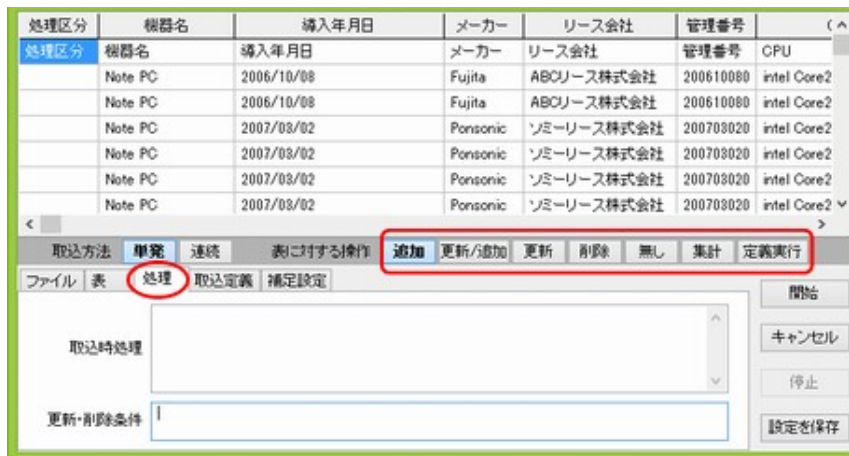 処理区分 機器名 導入年月日 メーカー リース会社 管理番号 (
処理区分 機器名 導入年月日 メーカー リース会社 管理番号 CPU
Note PC 2006/10/08 Fujita ABCリース株式会社 200610080 intel Core2
Note PC 2006/10/08 Fujita ABCリース株式会社 200610080 intel Core2
Note PC 2007/03/02 Ponsonic ソミーリース株式会社 200703020 intel Core2
Note PC 2007/03/02 Ponsonic ソミーリース株式会社 200703020 intel Core2
Note PC 2007/03/02 Ponsonic ソミーリース株式会社 200703020 intel Core2
Note PC 2007/03/02 Ponsonic ソミーリース株式会社 200703020 intel Core2
取込方法 単発 連続 表に対する操作 追加 更新/追加 更新 削除 無し 集計 定義実行
ファイル 表 処理 取込定義 補足設定
開始
取込時処理
キャンセル
停止
更新・削除条件
設定を保存